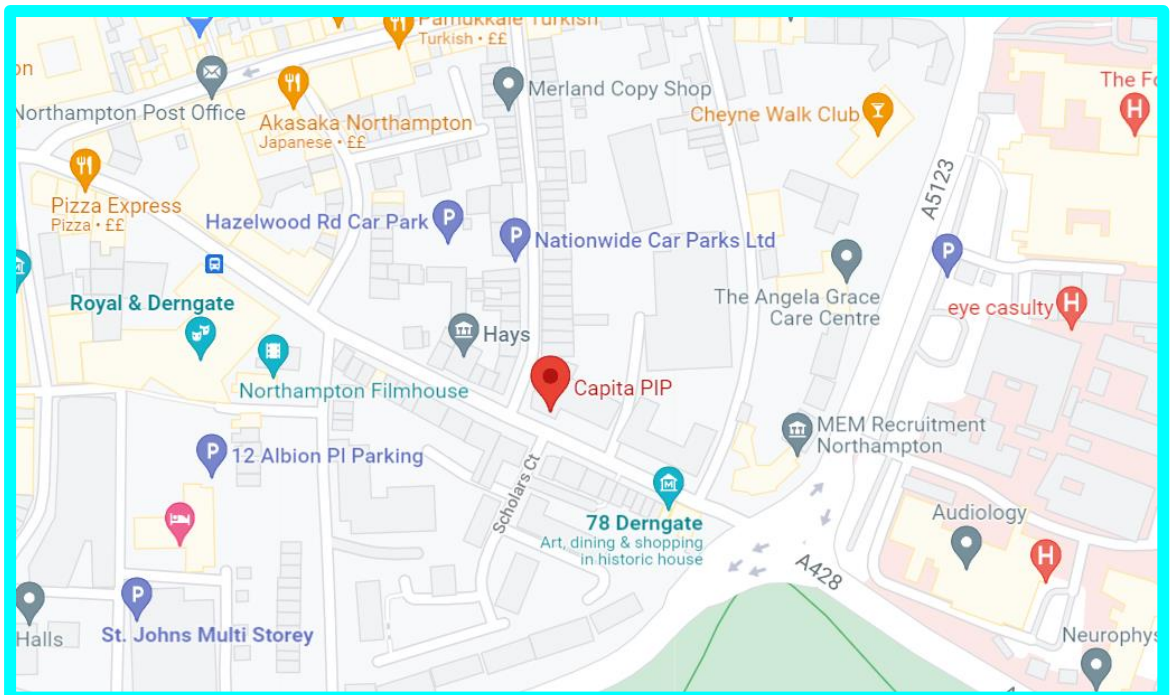 Pamukkale Turkish
Turkish • ££
Northampton Post Office
Akasaka Northampton
Japanese • ££
Merland Copy Shop
Cheyne Walk Club
The
H
Pizza Express
Pizza • ££
Hazelwood Rd Car Park
P
P
Nationwide Car Parks Ltd
A5123
P
Royal & Derngate
The Angela Grace
Care Centre
eye casulty
H
Hays
Northampton Filmhouse
Capita PIP
P
12 Albion Pl Parking
MEM Recruitment
Northampton
Scholars Ct
M
78 Derngate
Art, dining & shopping
in historic house
Audiology
H
A428
P
St. Johns Multi Storey
Halls